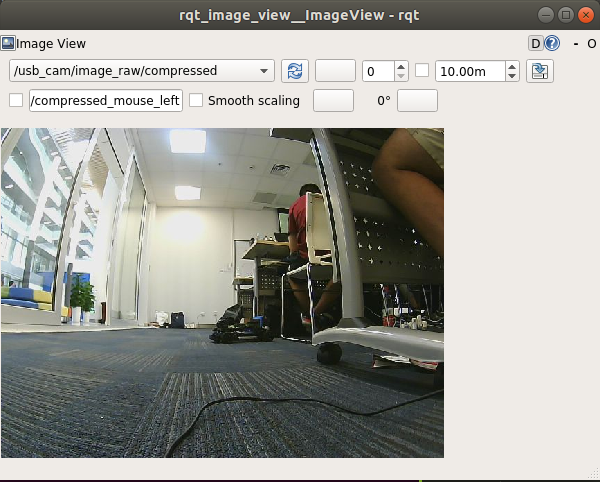 rqt_image_view__ImageView - rqt
Image View
D
- O
/usb_cam/image_raw/compressed
0
10.00m
/compressed_mouse_left
Smooth scaling
0°